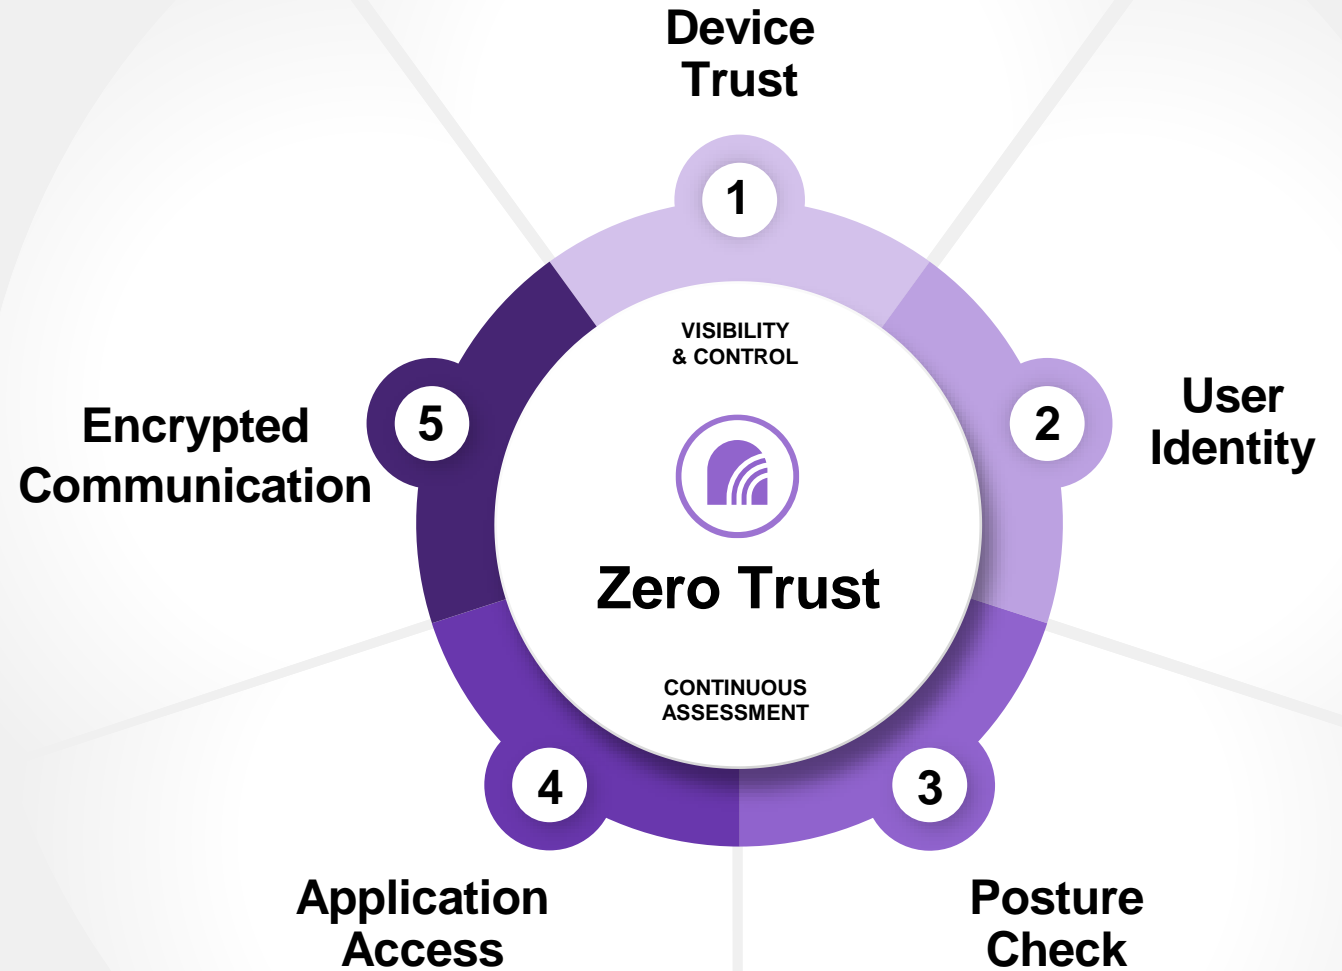 Device
Trust
1
VISIBILITY
& CONTROL
2
User
Identity
Encrypted
Communication
5
Zero Trust
CONTINUOUS
ASSESSMENT
4
3
Application
Access
Posture
Check